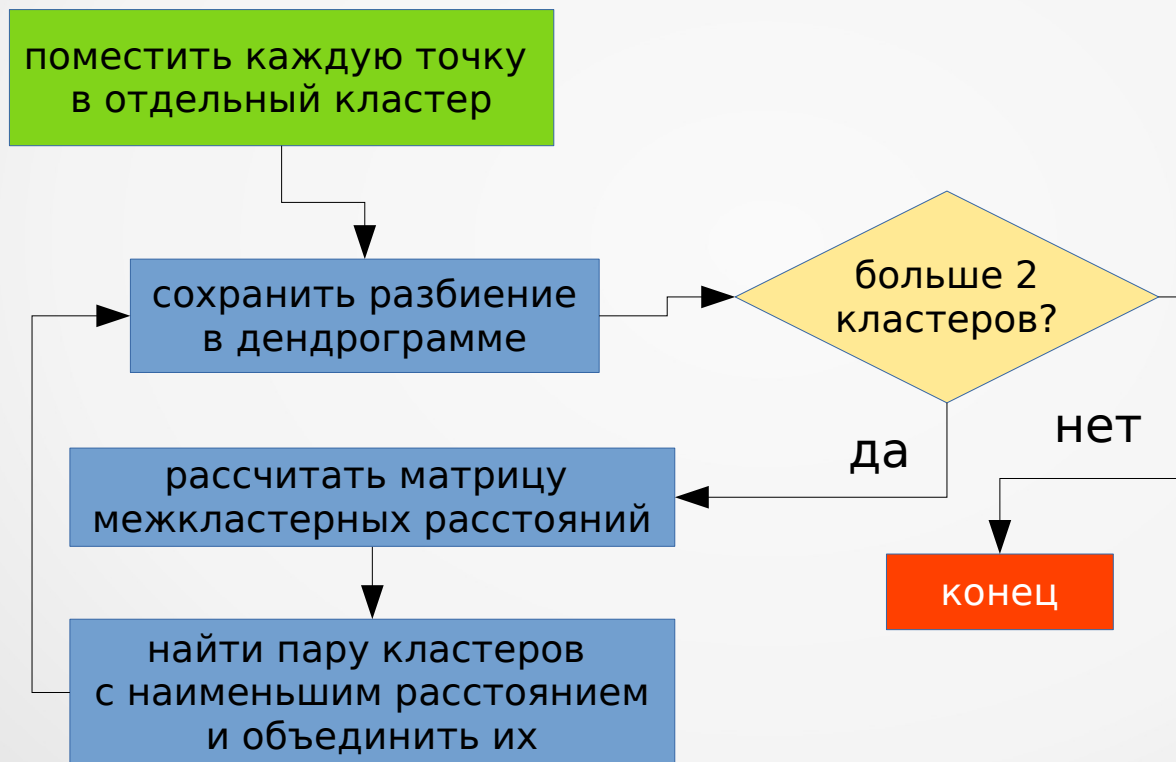 поместить каждую точку
в отдельный кластер
сохранить разбиение
в дендрограмме
больше 2
кластеров?
да
нет
рассчитать матрицу
межкластерных расстояний
конец
найти пару кластеров
с наименьшим расстоянием
и объединить их